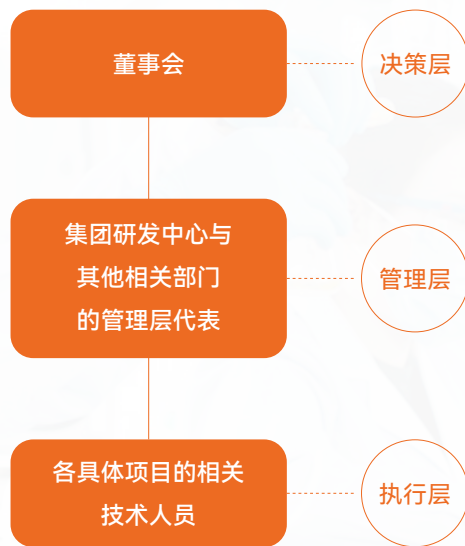 董事会
决策层
集团研发中心与
其他相关部门
的管理层代表
管理层
各具体项目的相关
技术人员
执行层